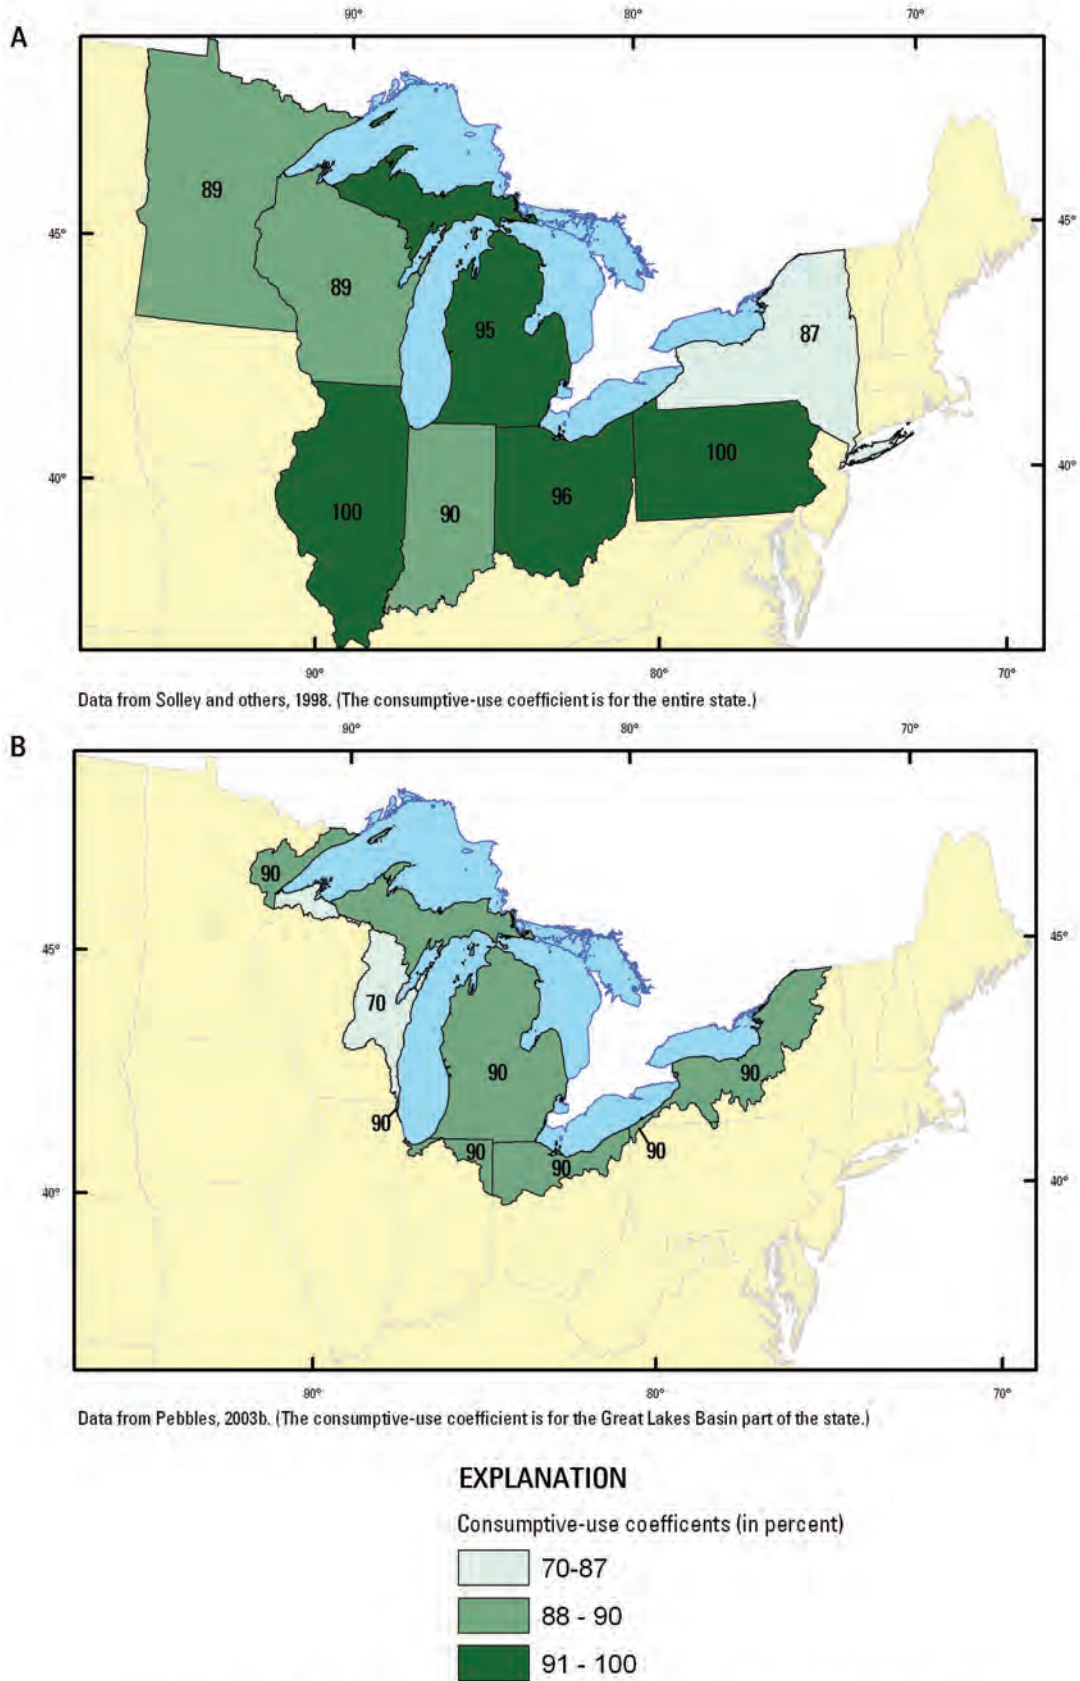 A
90° 80° 70°
89
45° 45°
89
95
87
100
40° 40°
96
100
90
90° 80° 70°
Data from Solley and others, 1998. (The consumptive-use coefficient is for the entire state.)
B
90° 80° 70°
90
45° 45°
70
90
90
90
90
90
90
40° 40°
90° 80° 70°
Data from Pebbles, 2003b. (The consumptive-use coefficient is for the Great Lakes Basin part of the state.)
EXPLANATION
Consumptive-use coefficents (in percent)
70-87
88 - 90
91 - 100